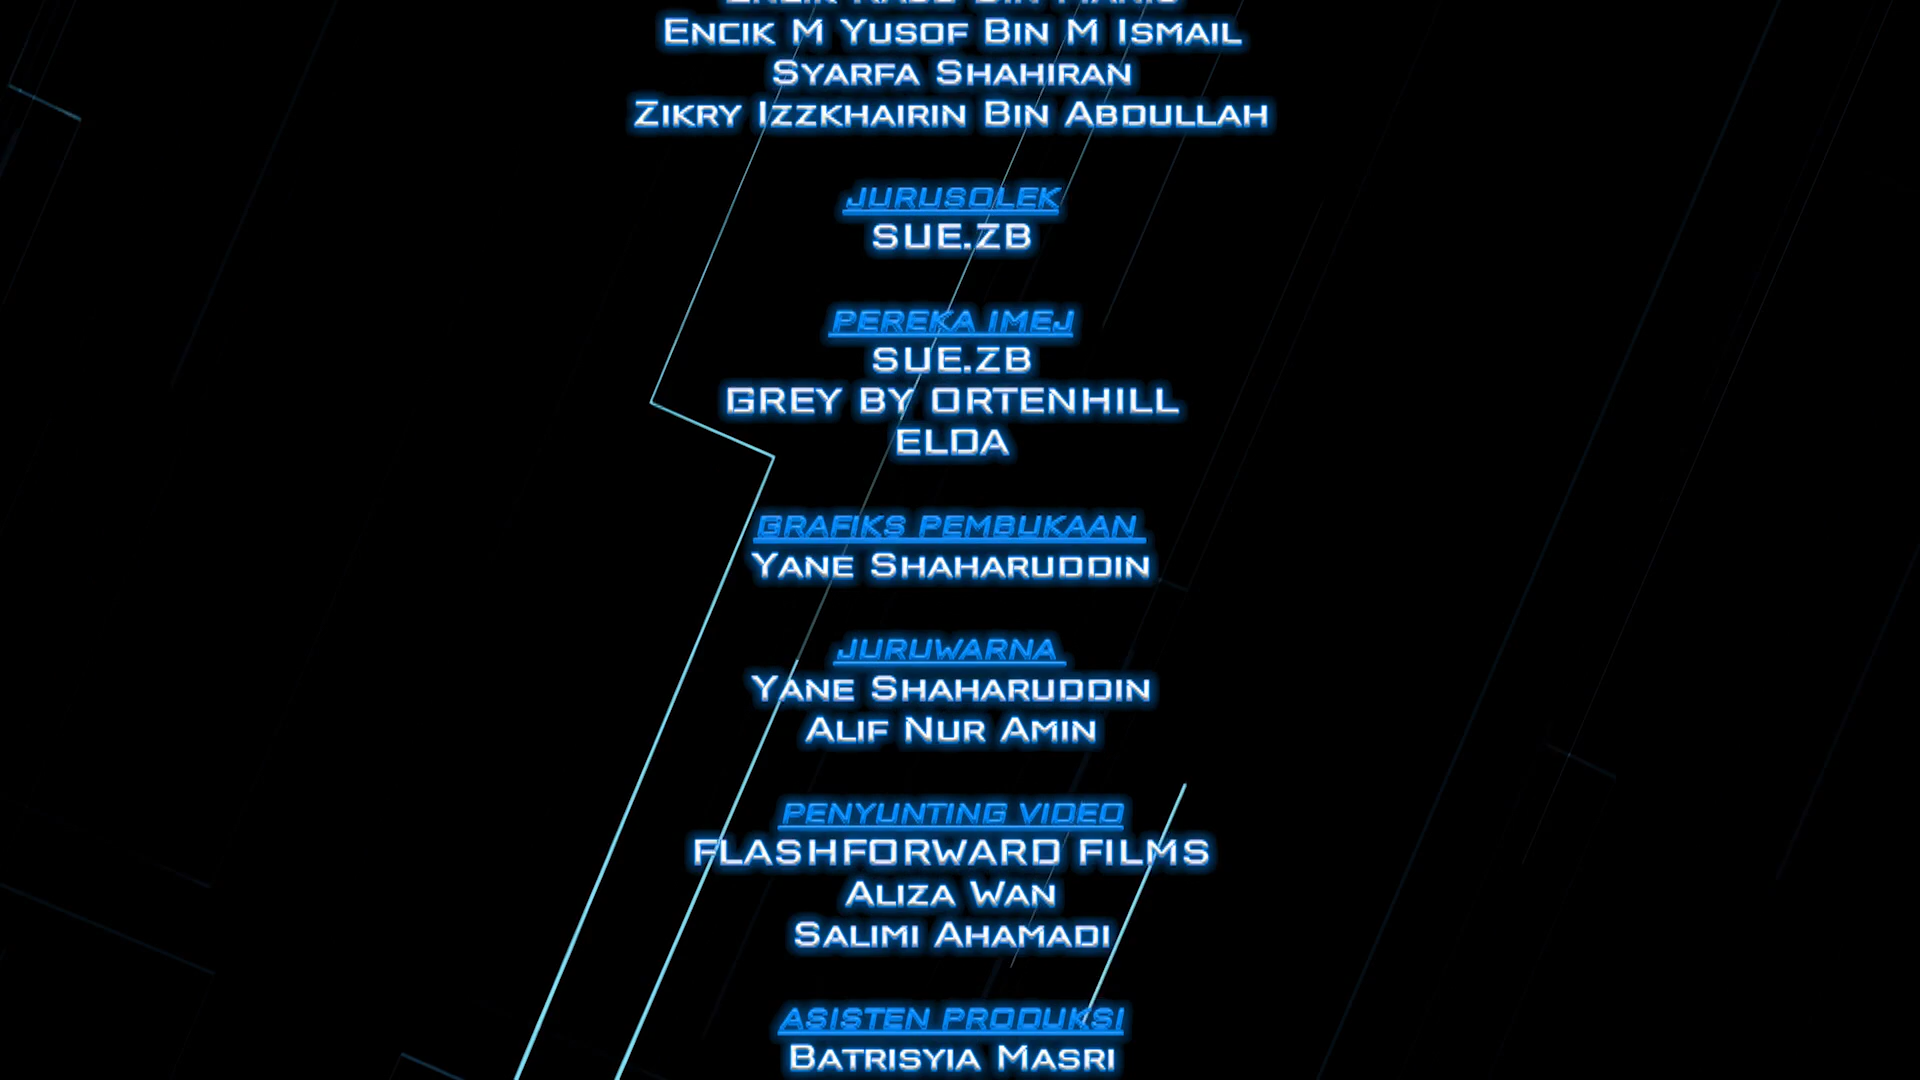 Encik M Yusof Bin M Ismail
Syarfa Shahiran
Zikry Izzkhairin Bin Abdullah
JURUSOLEK
SUE.ZB
PEREKA IMEJ
SUE.ZB
GREY BY ORTENHILL
ELDA
GRAFIKS PEMBUKAAN
Yane Shaharuddin
JURUWARNA
Yane Shaharuddin
Alif Nur Amin
PENYUNTING VIDEO
FLASHFORWARD FILMS
Aliza Wan
Salimi Ahamadi
ASISTEN PRODUKSI
Batrisyia Masri